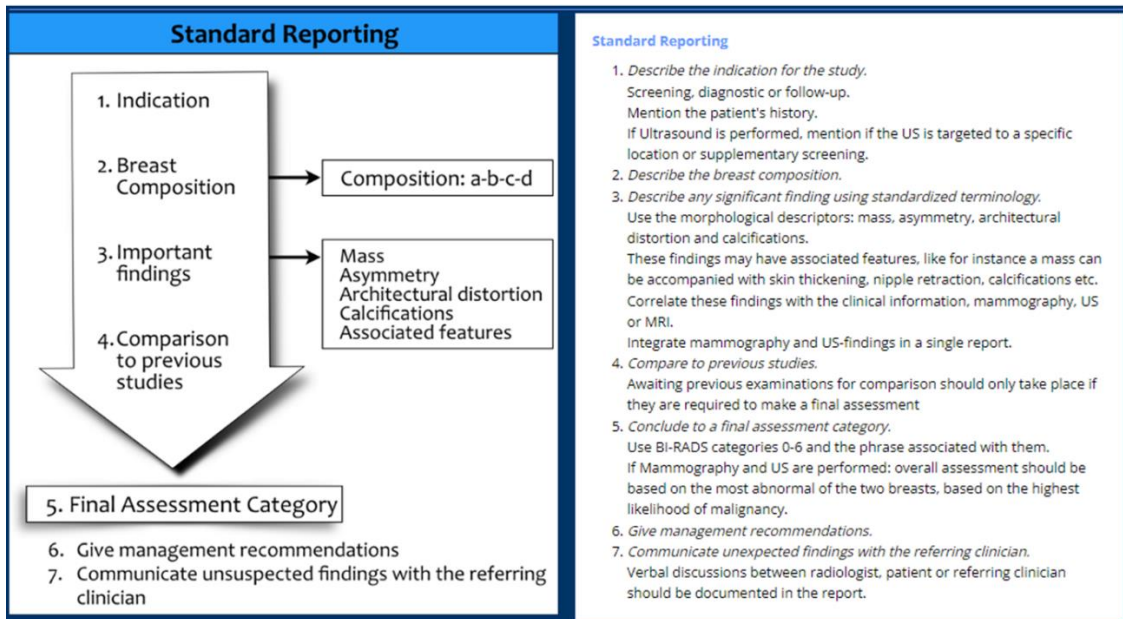 Standard Reporting
1. Indication
2. Breast
Composition
Composition: a-b-c-d
3. Important
findings
Mass
Asymmetry
Architectural distortion
Calcifications
Associated features
4. Comparison
to previous
studies
5. Final Assessment Category
6. Give management recommendations
7. Communicate unsuspected findings with the referring
clinician
Standard Reporting
1. Describe the indication for the study.
Screening, diagnostic or follow-up.
Mention the patient's history.
If Ultrasound is performed, mention if the US is targeted to a specific
location or supplementary screening.
2. Describe the breast composition.
3. Describe any significant finding using standardized terminology.
Use the morphological descriptors: mass, asymmetry, architectural
distortion and calcifications.
These findings may have associated features, like for instance a mass can
be accompanied with skin thickening, nipple retraction, calcifications etc.
Correlate these findings with the clinical information, mammography, US
or MRI.
Integrate mammography and US-findings in a single report.
4. Compare to previous studies.
Awaiting previous examinations for comparison should only take place if
they are required to make a final assessment
5. Conclude to a final assessment category.
Use BI-RADS categories 0-6 and the phrase associated with them.
If Mammography and US are performed: overall assessment should be
based on the most abnormal of the two breasts, based on the highest
likelihood of malignancy.
6. Give management recommendations.
7. Communicate unexpected findings with the referring clinician.
Verbal discussions between radiologist, patient or referring clinician
should be documented in the report.